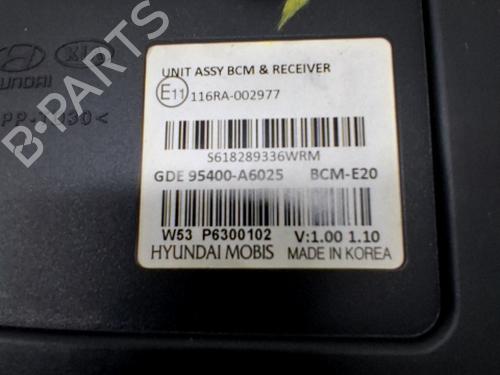 HYUNDAI
UNIT ASSY BCM & RECEIVER
E11 116RA-002977
S618289336WRM
GDE 95400-A6025 BCM-E20
W53 P6300102 V:1.00 1.10
HYUNDAI MOBIS MADE IN KOREA
B-PARTS